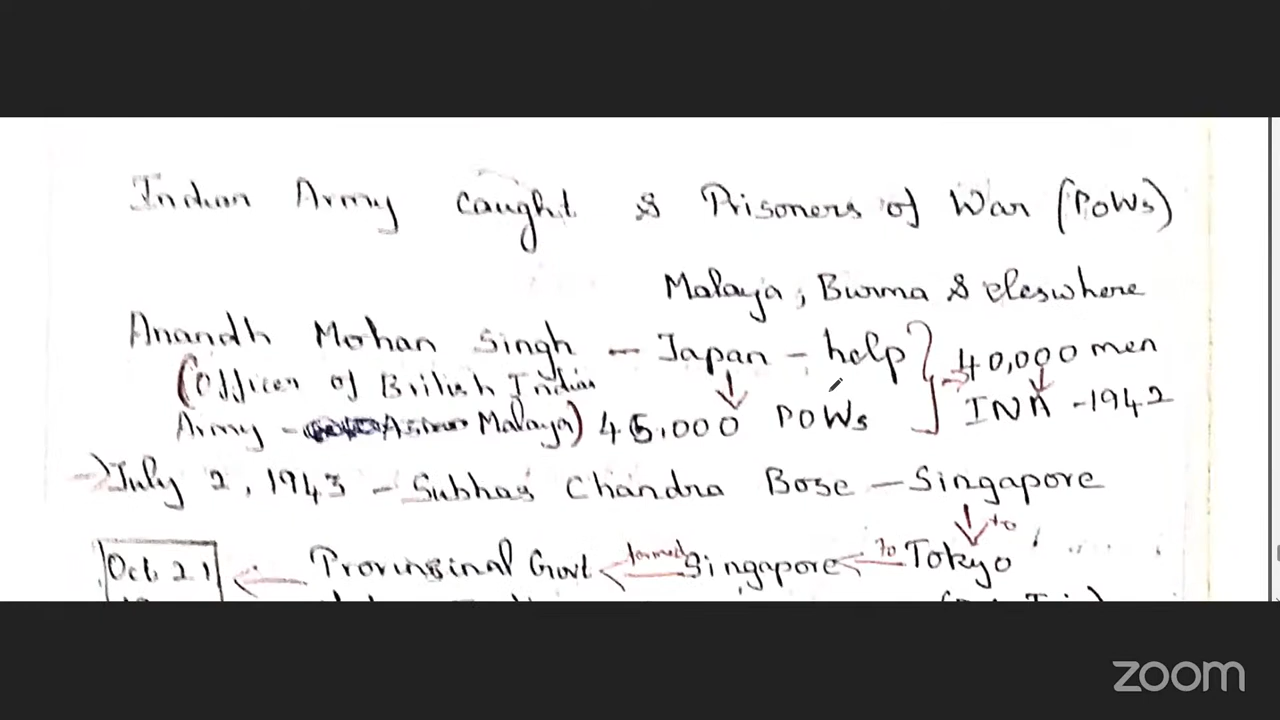 Indian Army caught & Prisoners of War (POWs)
Malaya, Burma & eleswhere
Anandh Mohan Singh - Japan - help } 40,000 men
(Officer of British Indian
Army - Malaya) 45,000 POWs ] INA - 1942
→ July 2, 1943 - Subhas Chandra Bose - Singapore
↓ to
Oct. 21 ← Provinsinal Govt ← formed Singapore ← to Tokyo
zoom